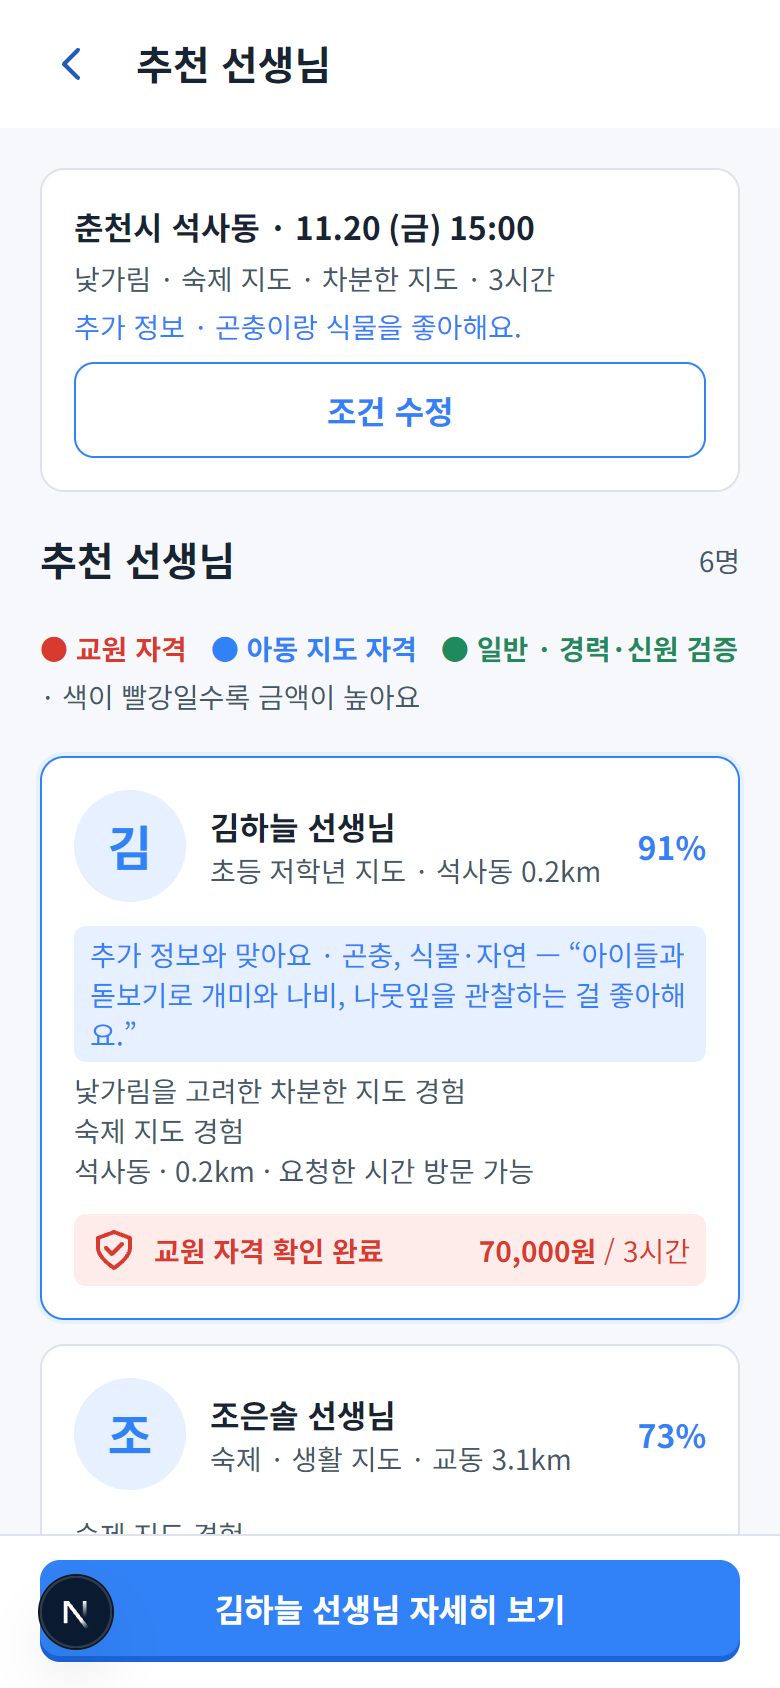 추천 선생님
춘천시 석사동 · 11.20 (금) 15:00
낯가림 · 숙제 지도 · 차분한 지도 · 3시간
추가 정보 · 곤충이랑 식물을 좋아해요.
조건 수정
추천 선생님 6명
교원 자격 아동 지도 자격 일반 · 경력·신원 검증
· 색이 빨강일수록 금액이 높아요
김
김하늘 선생님
초등 저학년 지도 · 석사동 0.2km
91%
추가 정보와 맞아요 · 곤충, 식물·자연 — “아이들과
돋보기로 개미와 나비, 나뭇잎을 관찰하는 걸 좋아해
요.”
낯가림을 고려한 차분한 지도 경험
숙제 지도 경험
석사동 · 0.2km · 요청한 시간 방문 가능
교원 자격 확인 완료 70,000원 / 3시간
조
조은솔 선생님
숙제 · 생활 지도 · 교동 3.1km
73%
숙제 지도 경험
김하늘 선생님 자세히 보기
N